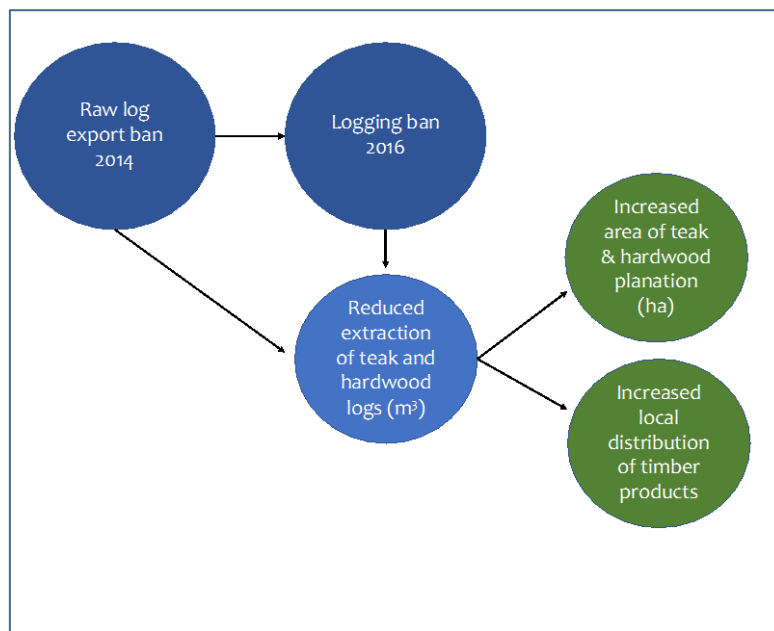 Raw log
export ban
2014
Logging ban
2016
Increased
area of teak
& hardwood
planation
(ha)
Reduced
extraction
of teak and
hardwood
logs (m³)
Increased
local
distribution
of timber
products